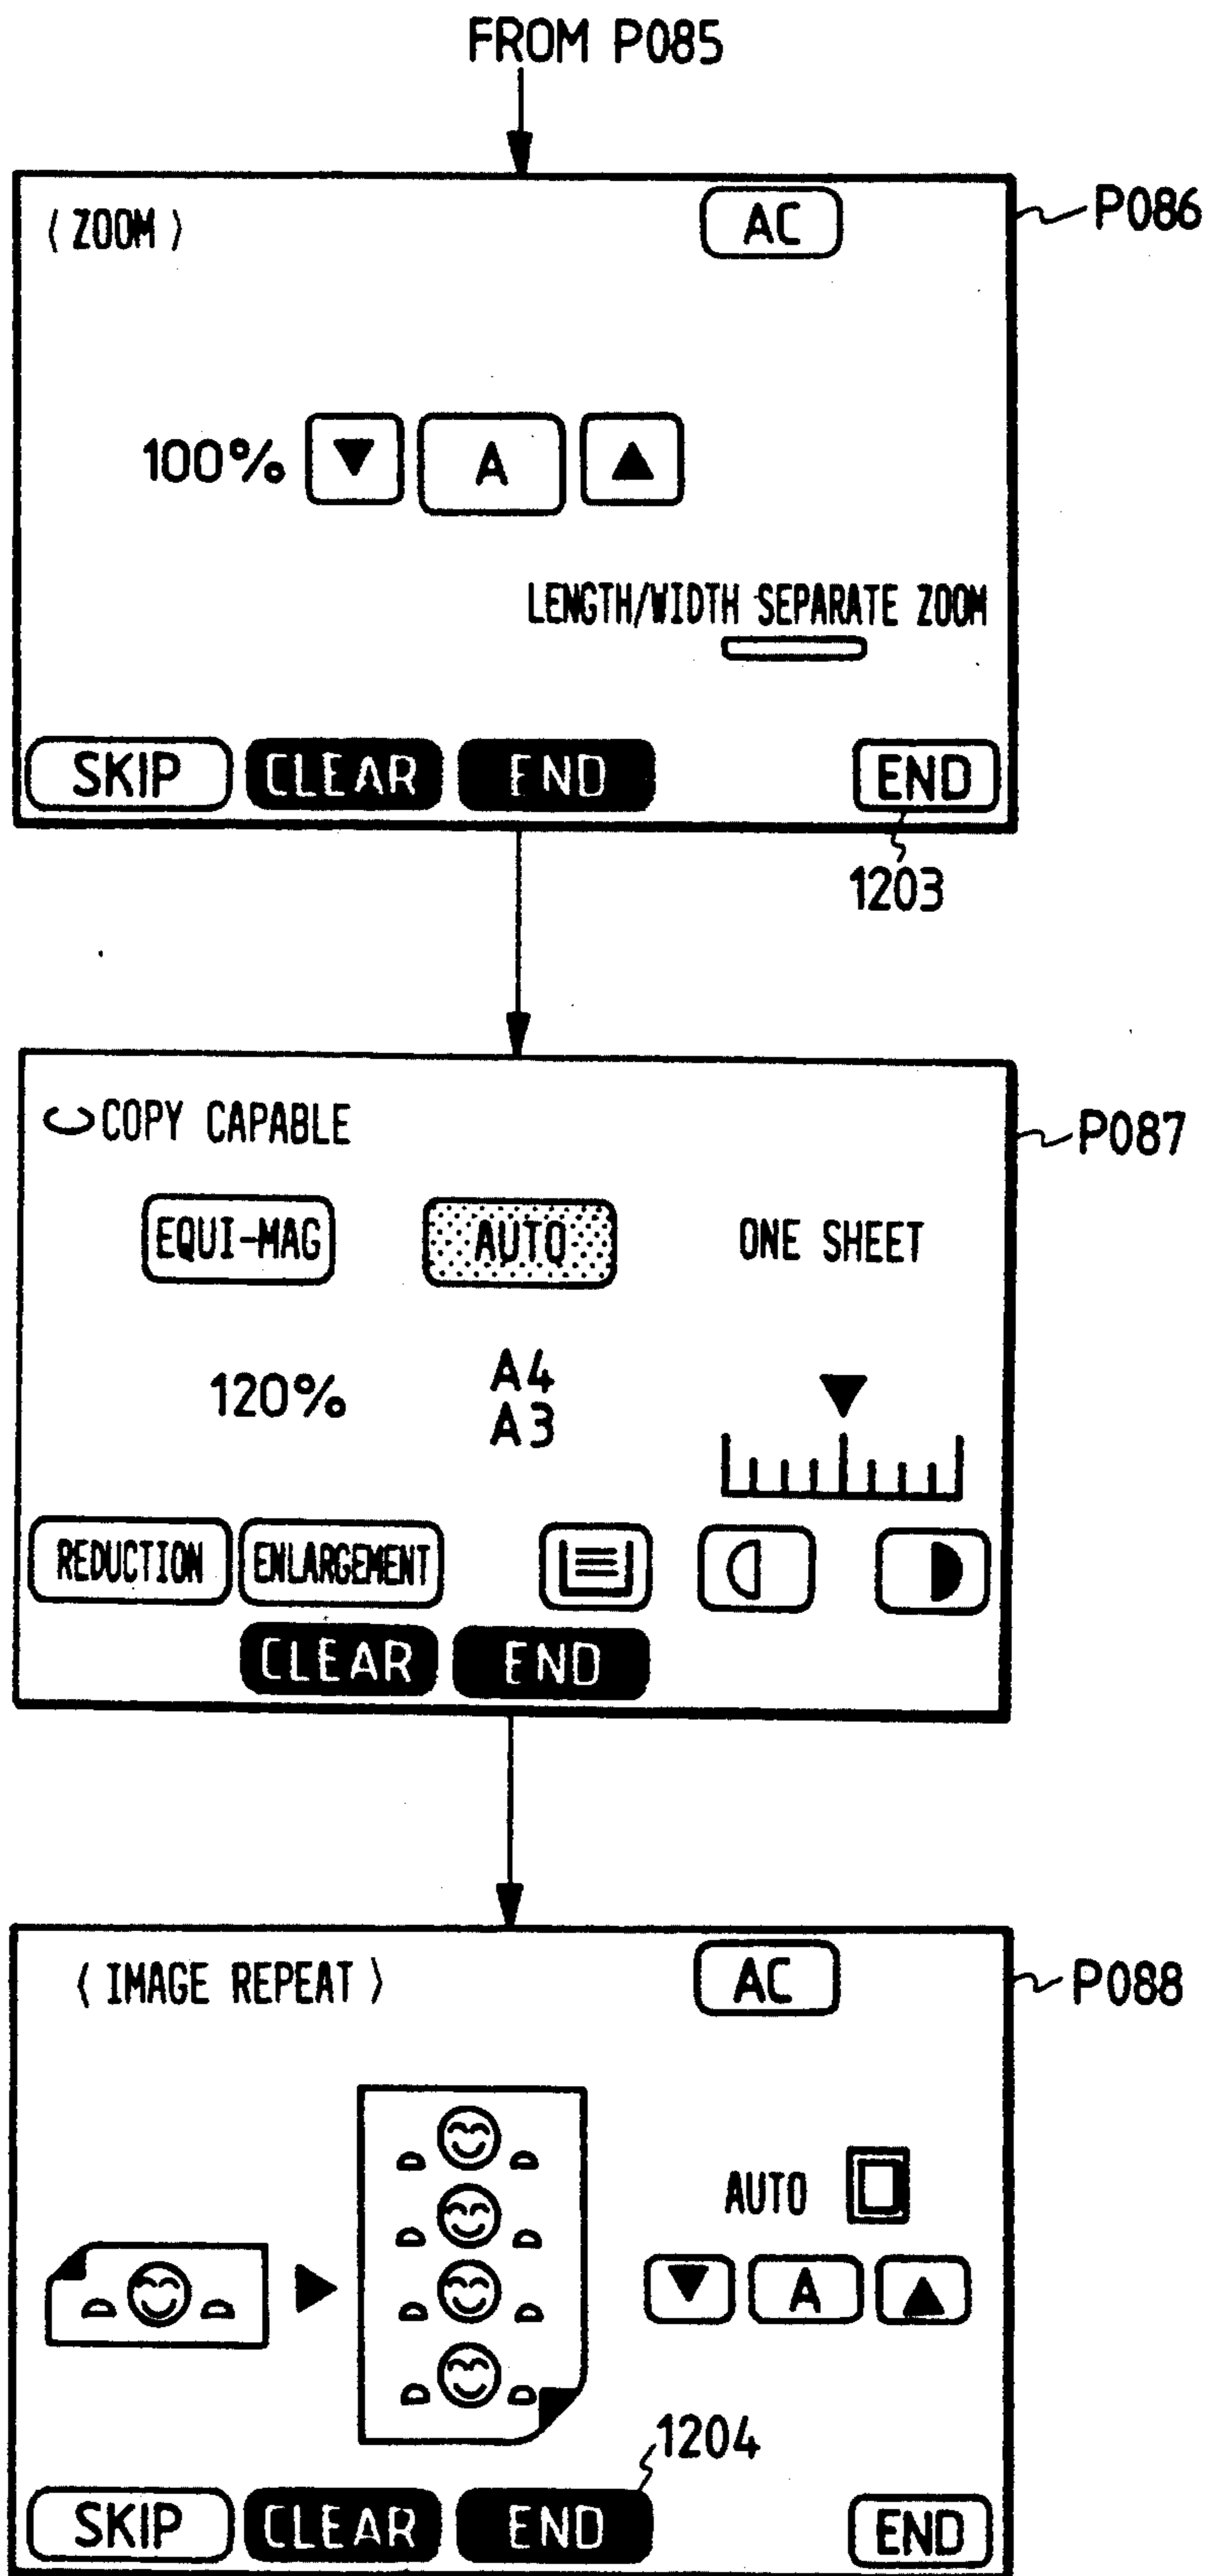 FROM P085
⟨ ZOOM ⟩ AC P086
100% ▼ A ▲
LENGTH/WIDTH SEPARATE ZOOM
SKIP CLEAR END END
1203
COPY CAPABLE P087
EQUI-MAG AUTO ONE SHEET
120% A4
A3
REDUCTION ENLARGEMENT
CLEAR END
⟨ IMAGE REPEAT ⟩ AC P088
AUTO
▼ A ▲
1204
SKIP CLEAR END END